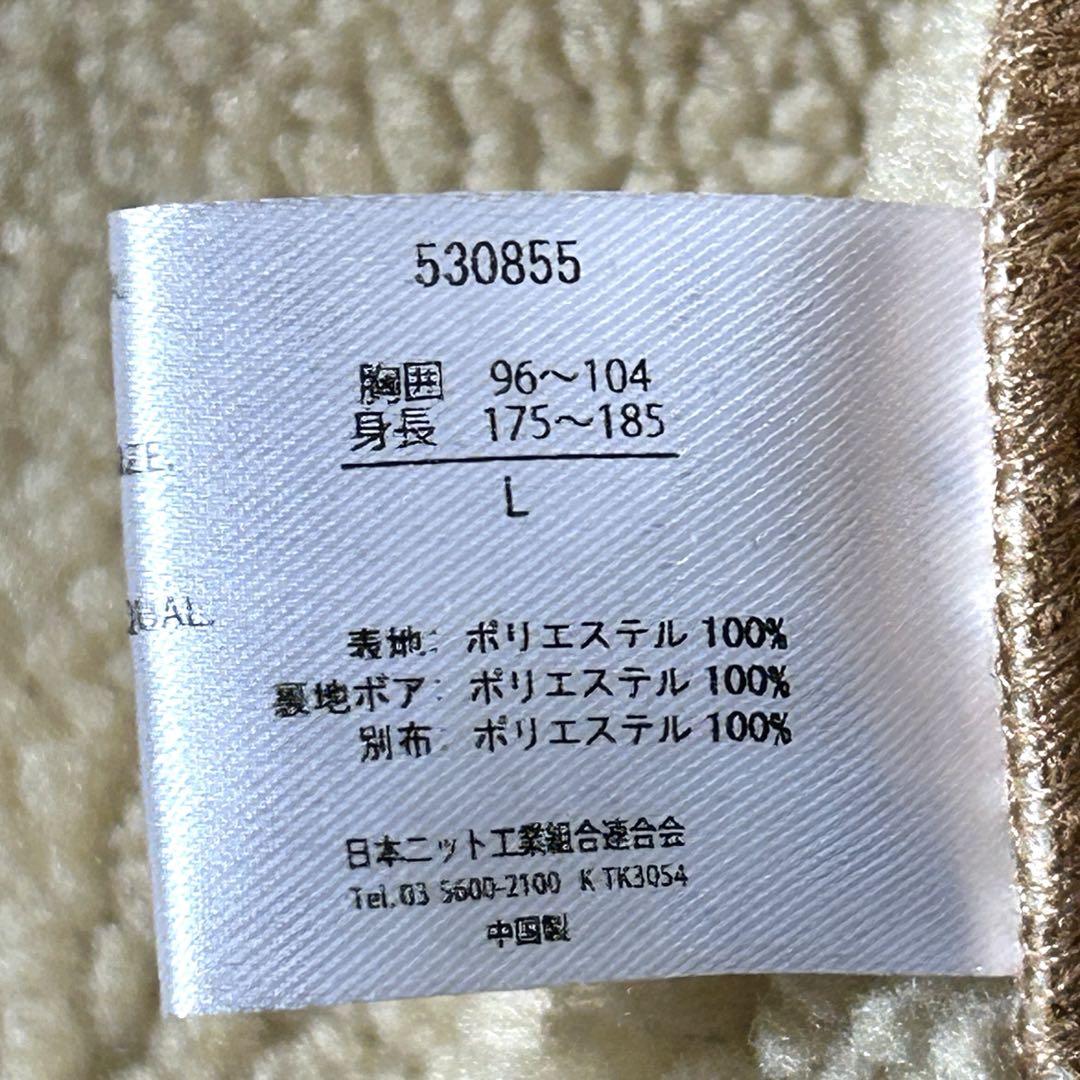 530855
胸囲 96～104
身長 175～185
L
表地: ポリエステル 100%
裏地ボア: ポリエステル 100%
別布: ポリエステル 100%
日本ニット工業組合連合会
Tel.03 5600-2100 K TK3054
中国製